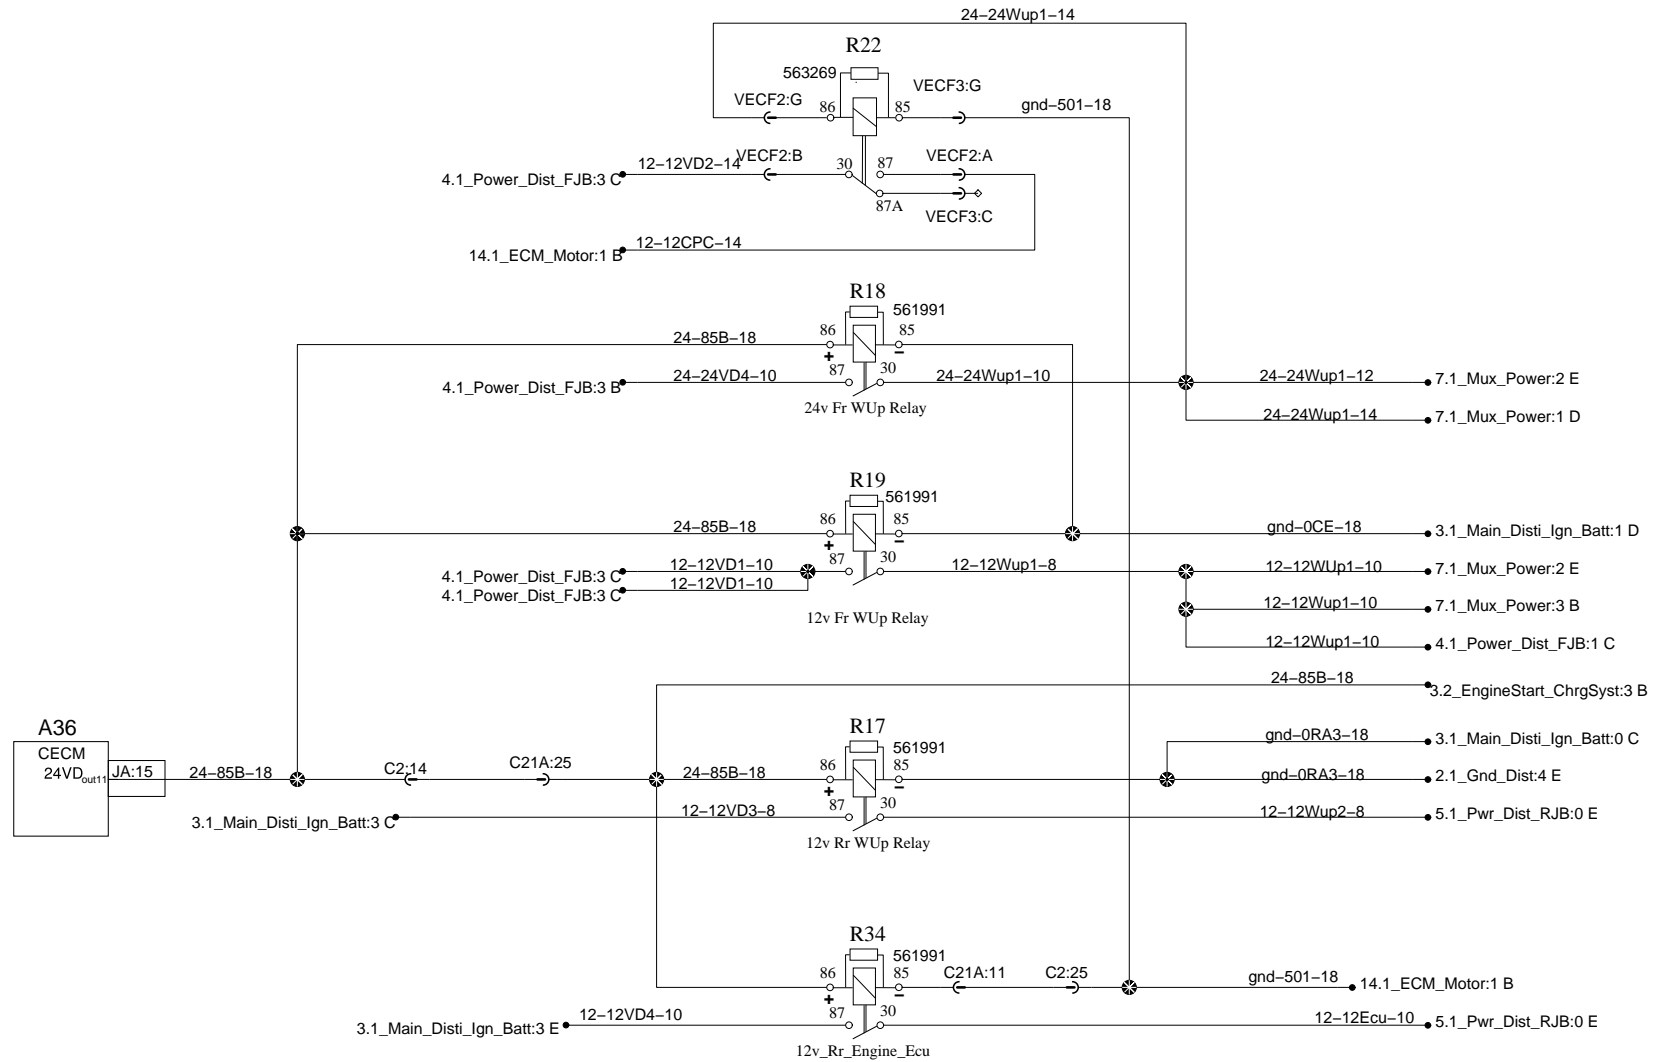 24-24Wup1-14
R22
563269
VECF2:G
86
85
VECF3:G
gnd-501-18
4.1_Power_Dist_FJB:3 C
12-12VD2-14
VECF2:B
30
87
VECF2:A
87A
VECF3:C
14.1_ECM_Motor:1 B
12-12CPC-14
R18
561991
24-85B-18
86
85
+
-
4.1_Power_Dist_FJB:3 B
24-24VD4-10
87
30
24-24Wup1-10
24-24Wup1-12
7.1_Mux_Power:2 E
24v Fr WUp Relay
24-24Wup1-14
7.1_Mux_Power:1 D
R19
561991
24-85B-18
86
85
+
-
gnd-0CE-18
3.1_Main_Disti_Ign_Batt:1 D
4.1_Power_Dist_FJB:3 C
12-12VD1-10
87
30
12-12Wup1-8
12-12WUp1-10
7.1_Mux_Power:2 E
4.1_Power_Dist_FJB:3 C
12-12VD1-10
12v Fr WUp Relay
12-12Wup1-10
7.1_Mux_Power:3 B
12-12Wup1-10
4.1_Power_Dist_FJB:1 C
24-85B-18
3.2_EngineStart_ChrgSyst:3 B
A36
CECM
24VDout11
JA:15
24-85B-18
C2:14
C21A:25
24-85B-18
R17
561991
86
85
+
-
gnd-0RA3-18
3.1_Main_Disti_Ign_Batt:0 C
gnd-0RA3-18
2.1_Gnd_Dist:4 E
3.1_Main_Disti_Ign_Batt:3 C
12-12VD3-8
87
30
12-12Wup2-8
5.1_Pwr_Dist_RJB:0 E
12v Rr WUp Relay
R34
561991
86
85
+
-
C21A:11
C2:25
gnd-501-18
14.1_ECM_Motor:1 B
3.1_Main_Disti_Ign_Batt:3 E
12-12VD4-10
87
30
12-12Ecu-10
5.1_Pwr_Dist_RJB:0 E
12v_Rr_Engine_Ecu